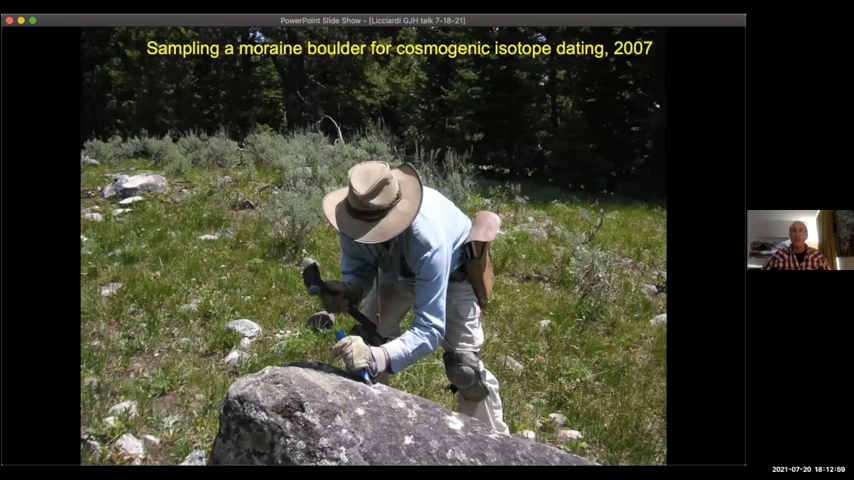 PowerPoint Slide Show - [Licciardi GJH talk 7-18-21]
Sampling a moraine boulder for cosmogenic isotope dating, 2007
2021-07-20 18:12:59